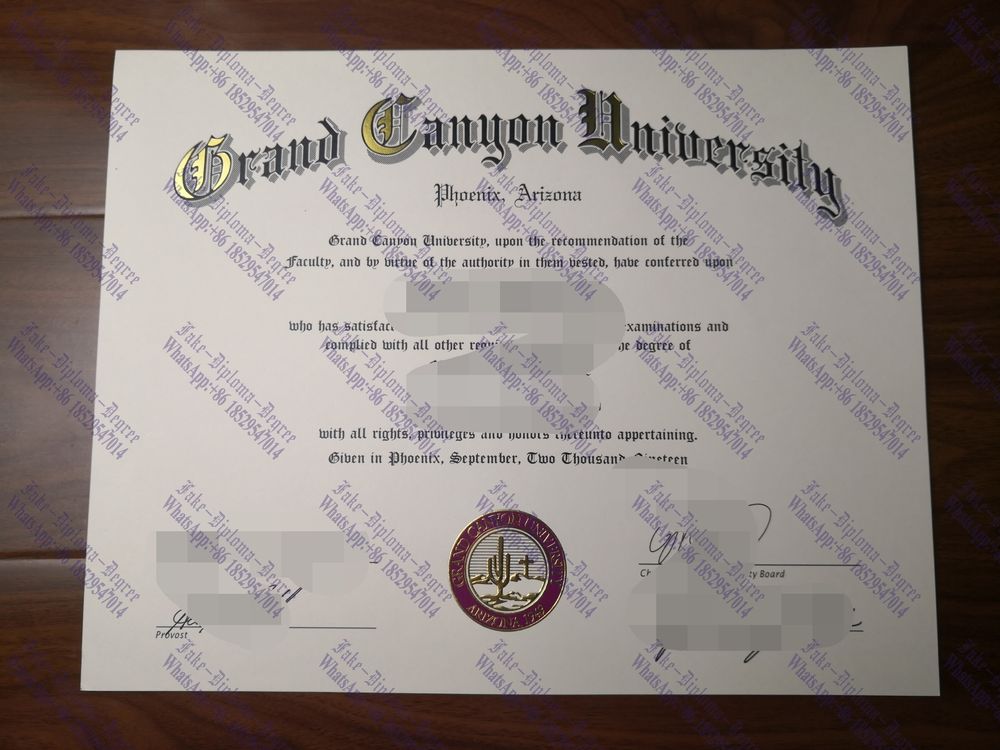 Grand Canyon University
Phoenix, Arizona
Grand Canyon University, upon the recommendation of the
Faculty, and by virtue of the authority in them vested, have conferred upon
who has
and
complied with all other
degree of
with all rights, privileges and honors thereunto appertaining.
Given in Phoenix, September, Two Thousand Nineteen
GRAND CANYON UNIVERSITY
ARIZONA 1949
Board
Provost
Fake-Diploma-Degree
WhatsApp:+86 18529547014